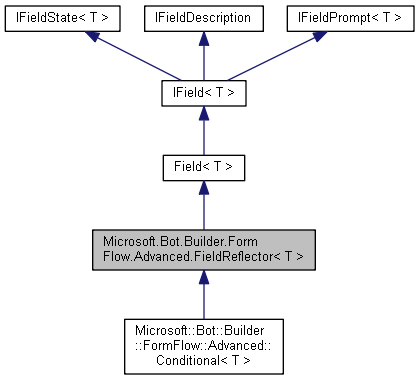 IFieldState< T >
IFieldDescription
IFieldPrompt< T >
IField< T >
Field< T >
Microsoft.Bot.Builder.Form
Flow.Advanced.FieldReflector< T >
Microsoft::Bot::Builder
::FormFlow::Advanced::
Conditional< T >